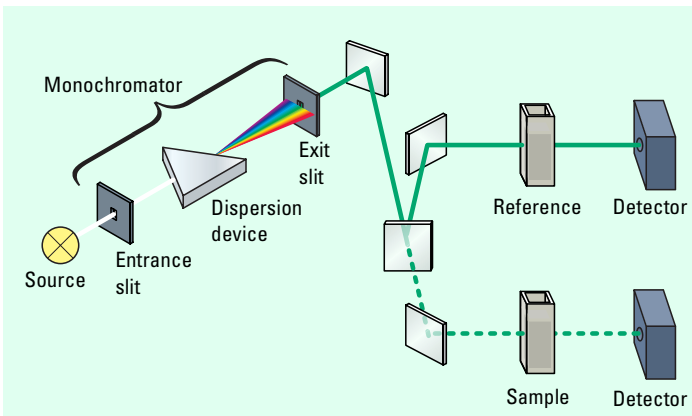 Monochromator
Exit
slit
Dispersion
device
Entrance
slit
Source
Reference
Detector
Sample
Detector